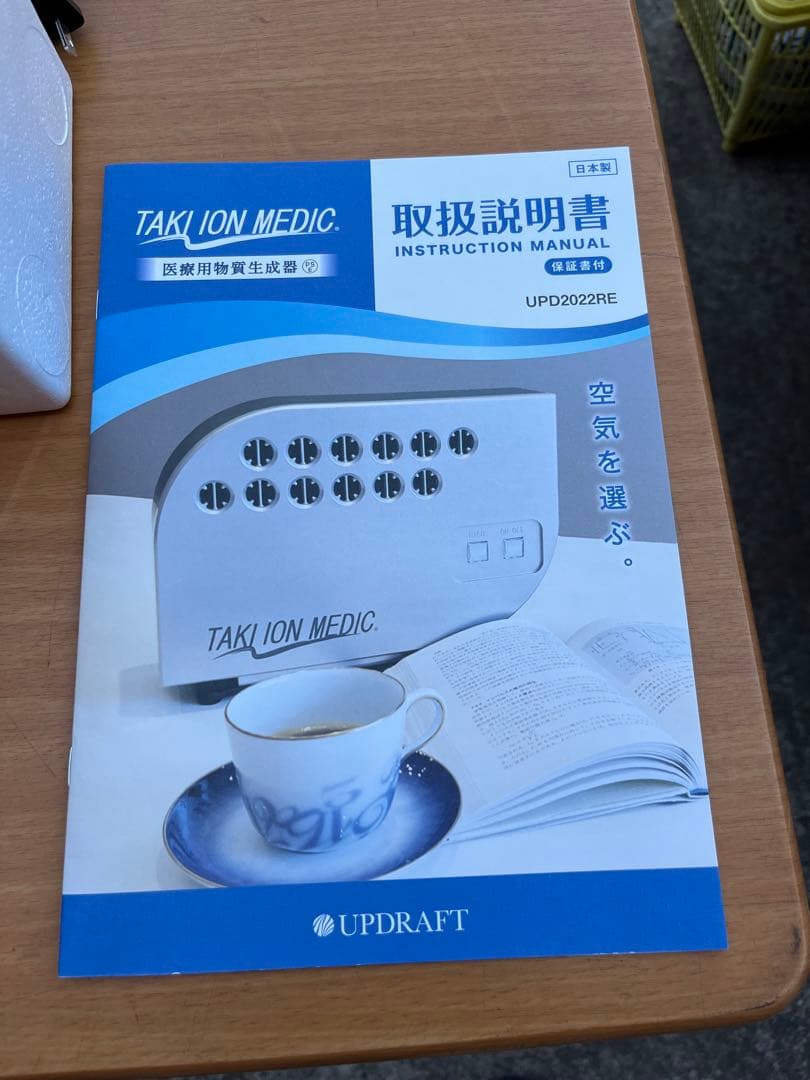 日本製
TAKI ION MEDIC®
医療用物質生成器 PSE
取扱説明書
INSTRUCTION MANUAL
保証書付
UPD2022RE
空気を選ぶ。
TAKI ION MEDIC®
UPDRAFT